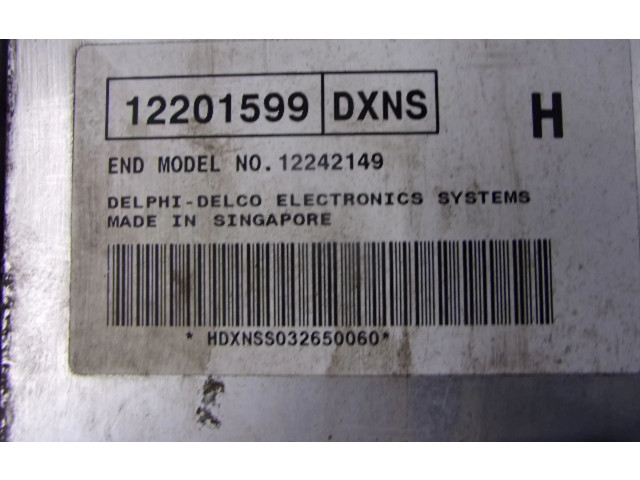 12201599 DXNS H
END MODEL NO. 12242149
DELPHI-DELCO ELECTRONICS SYSTEMS
MADE IN SINGAPORE
* HDXNSS032650060*